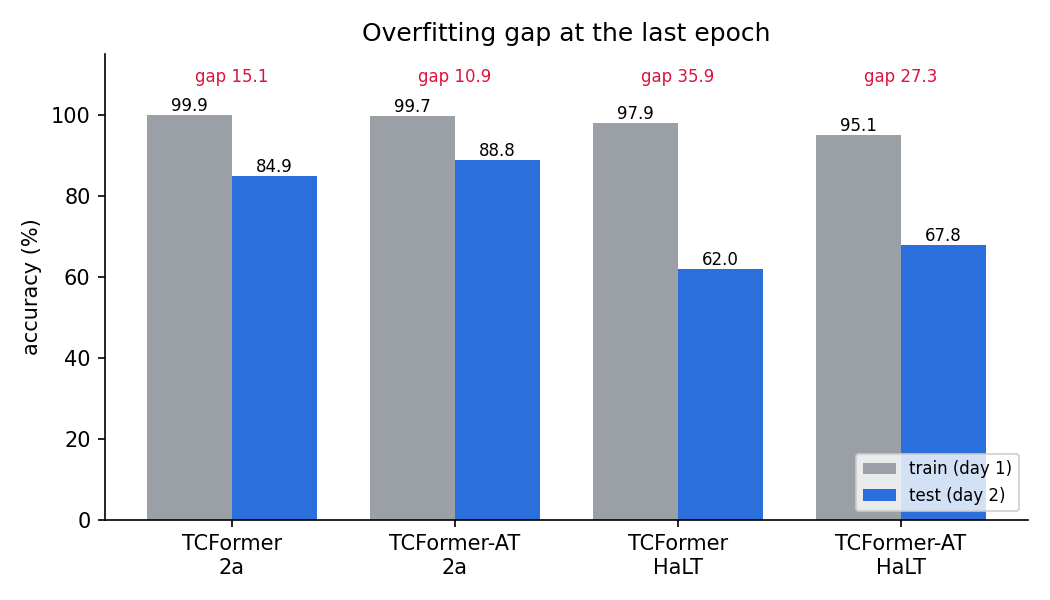 Overfitting gap at the last epoch
gap 15.1
gap 10.9
gap 35.9
gap 27.3
99.9
84.9
99.7
88.8
97.9
62.0
95.1
67.8
accuracy (%)
100
80
60
40
20
0
train (day 1)
test (day 2)
TCFormer
2a
TCFormer-AT
2a
TCFormer
HaLT
TCFormer-AT
HaLT